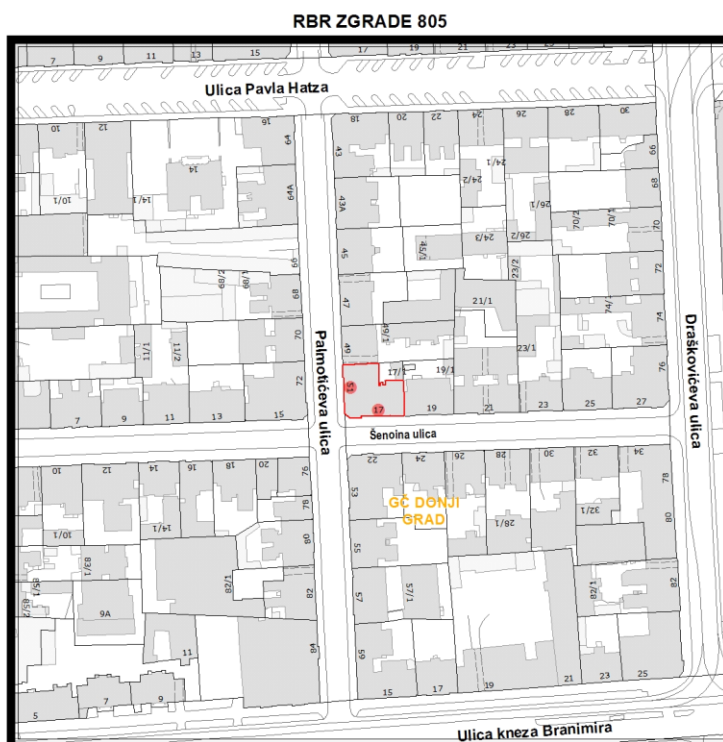 RBR ZGRADE 805
7 9 11 13 15 17 19 21 23 25
Ulica Pavla Hatza
10 12 16 64 43 18 20 22 24 26 28 30
14 24/1 66
10/1 14/1 64A 43A 24/2 26/1 68
45 45/1 24/3 26/2 70/2 70/1 70
66 68/2 68/1 68 23/2 72
47 21/1 74/1 74
11/1 11/2 70 49 49/1 23/1
72 17/1 19/1 76
Palmotićeva ulica
Draškovićeva ulica
51
7 9 11 13 15 17 19 21 23 25 27
Šenoina ulica
10 12 14 16 18 20 76 22 24 26 28 30 32 34 78
53
GČ DONJI
GRAD
78 14/1 10/1 80 28/1 32/1 80
83/1 55
85/1 82/1 82 57 57/1 82/1 82
85/2 9A
11 84 59
5 7 9 15 17 19 21 23 25
Ulica kneza Branimira